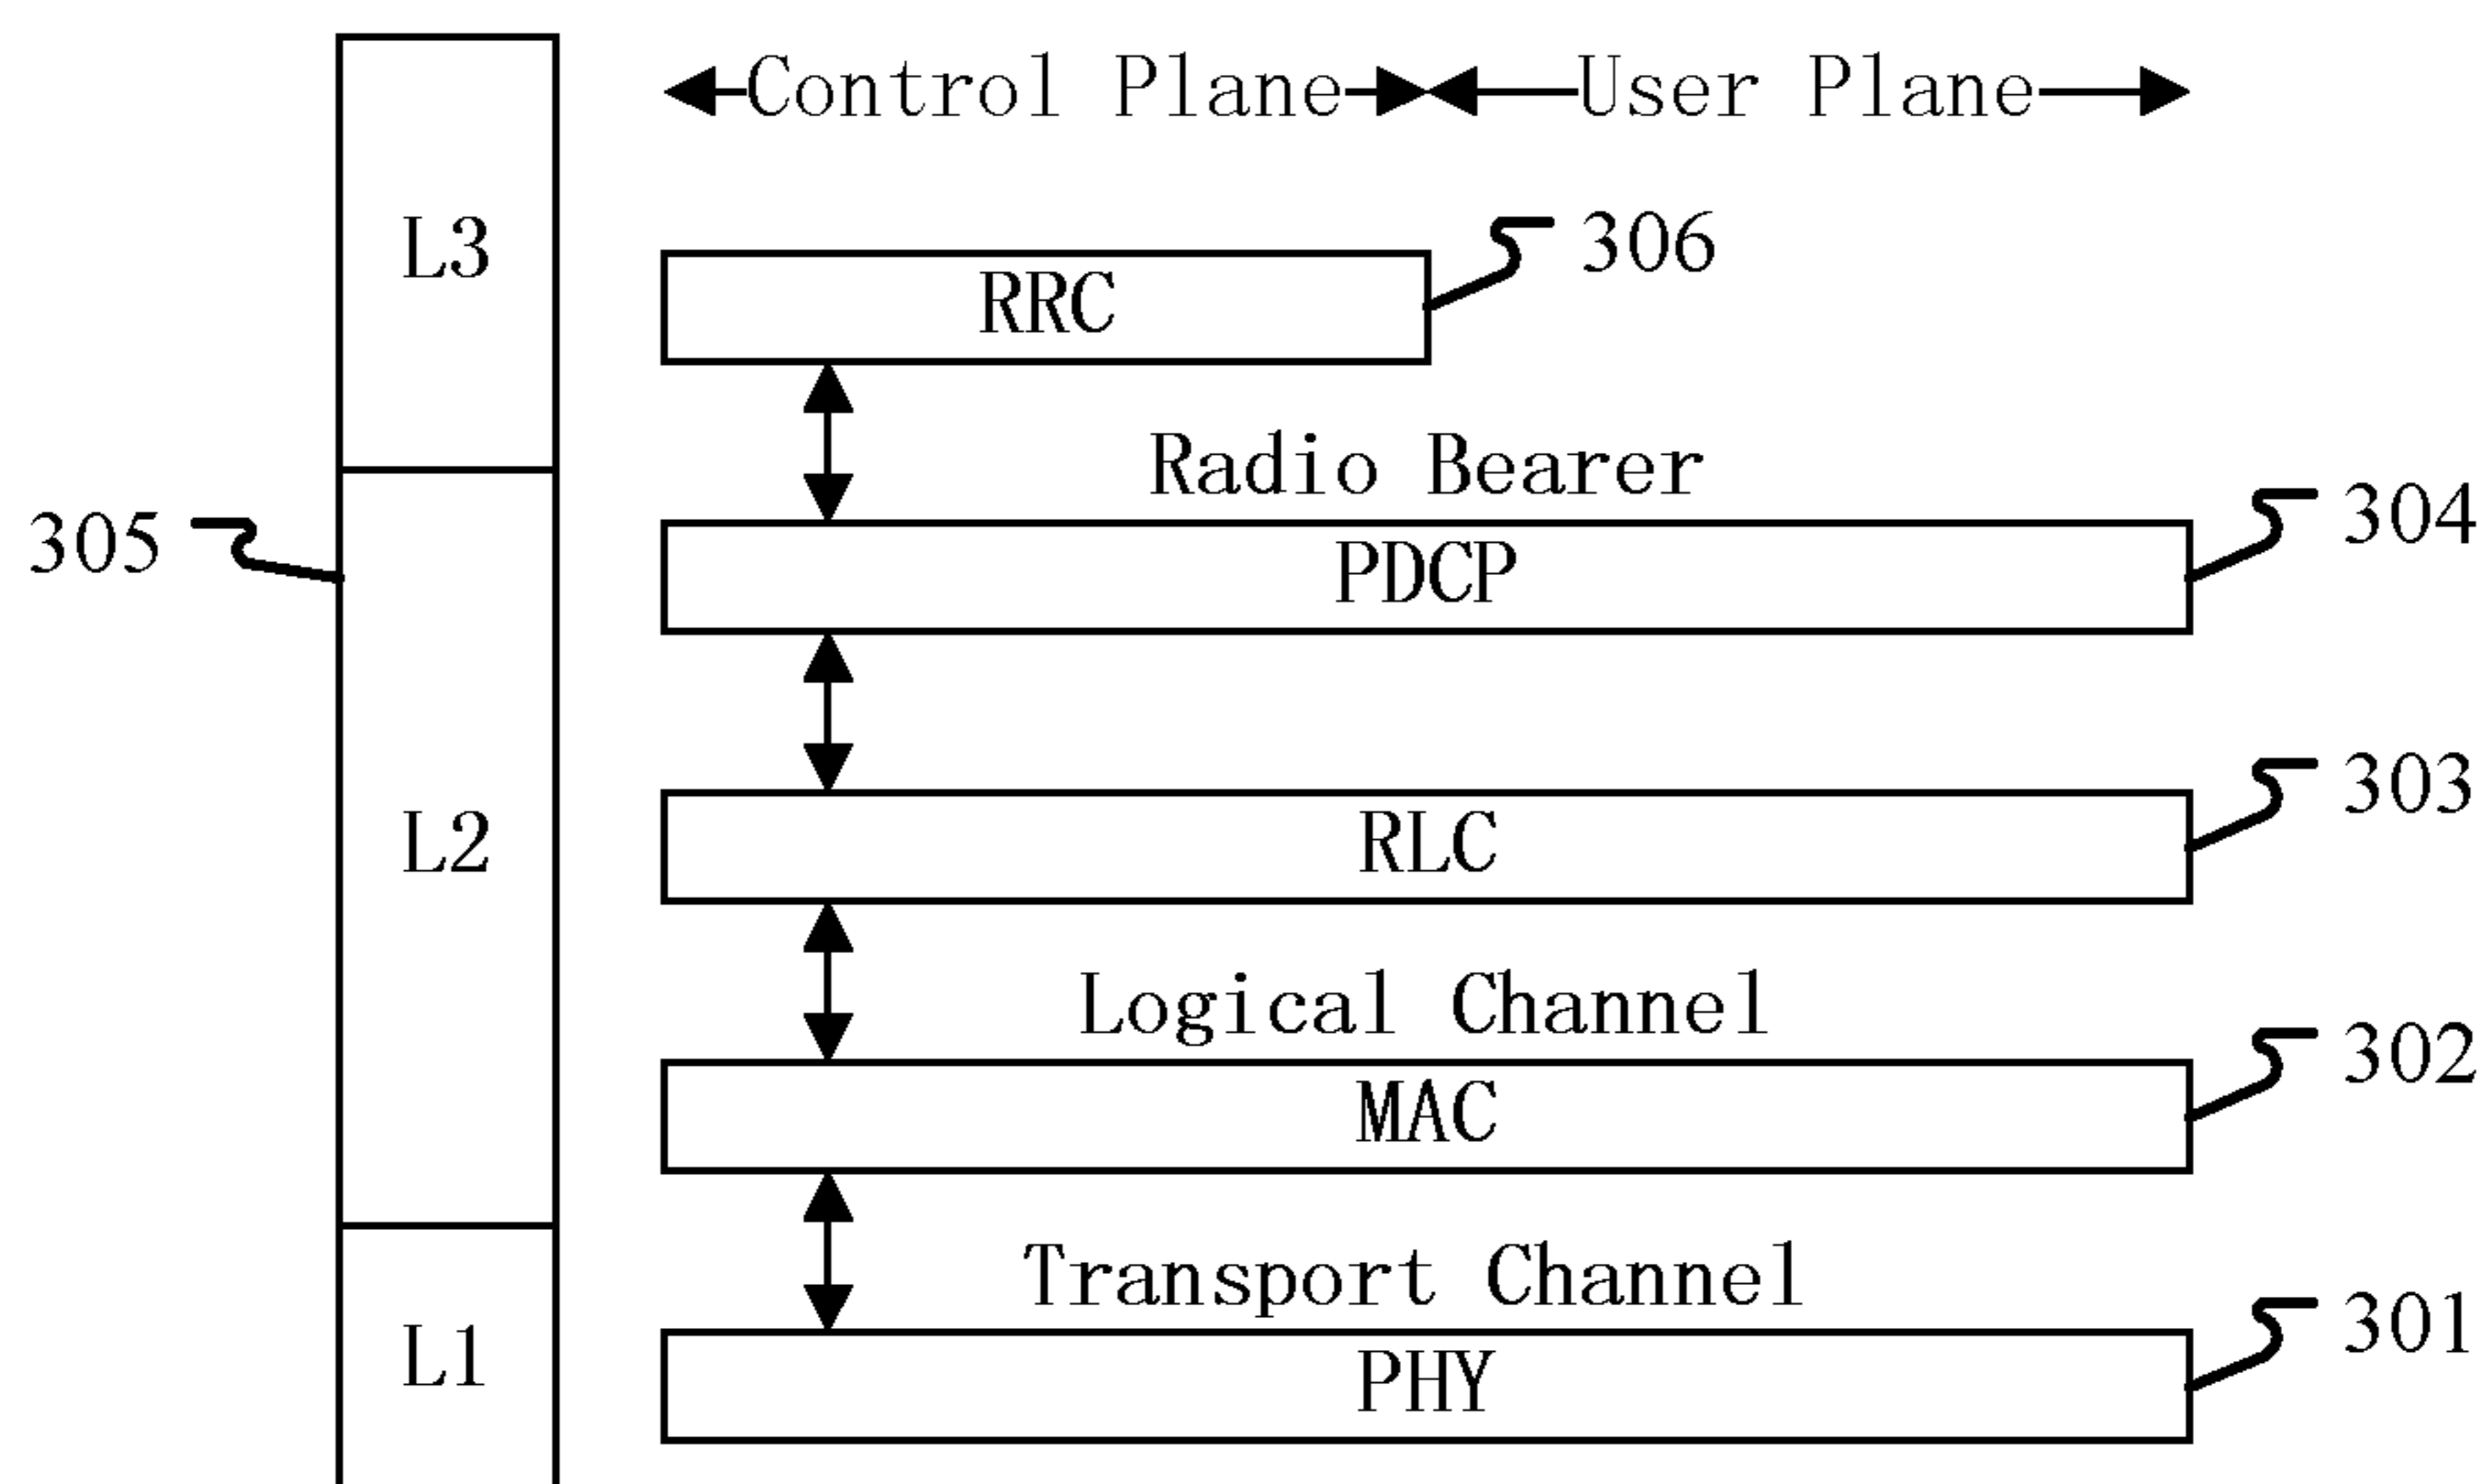 Control Plane User Plane
L3
RRC
306
Radio Bearer
304
305
PDCP
303
L2
RLC
Logical Channel
302
MAC
Transport Channel
301
L1
PHY